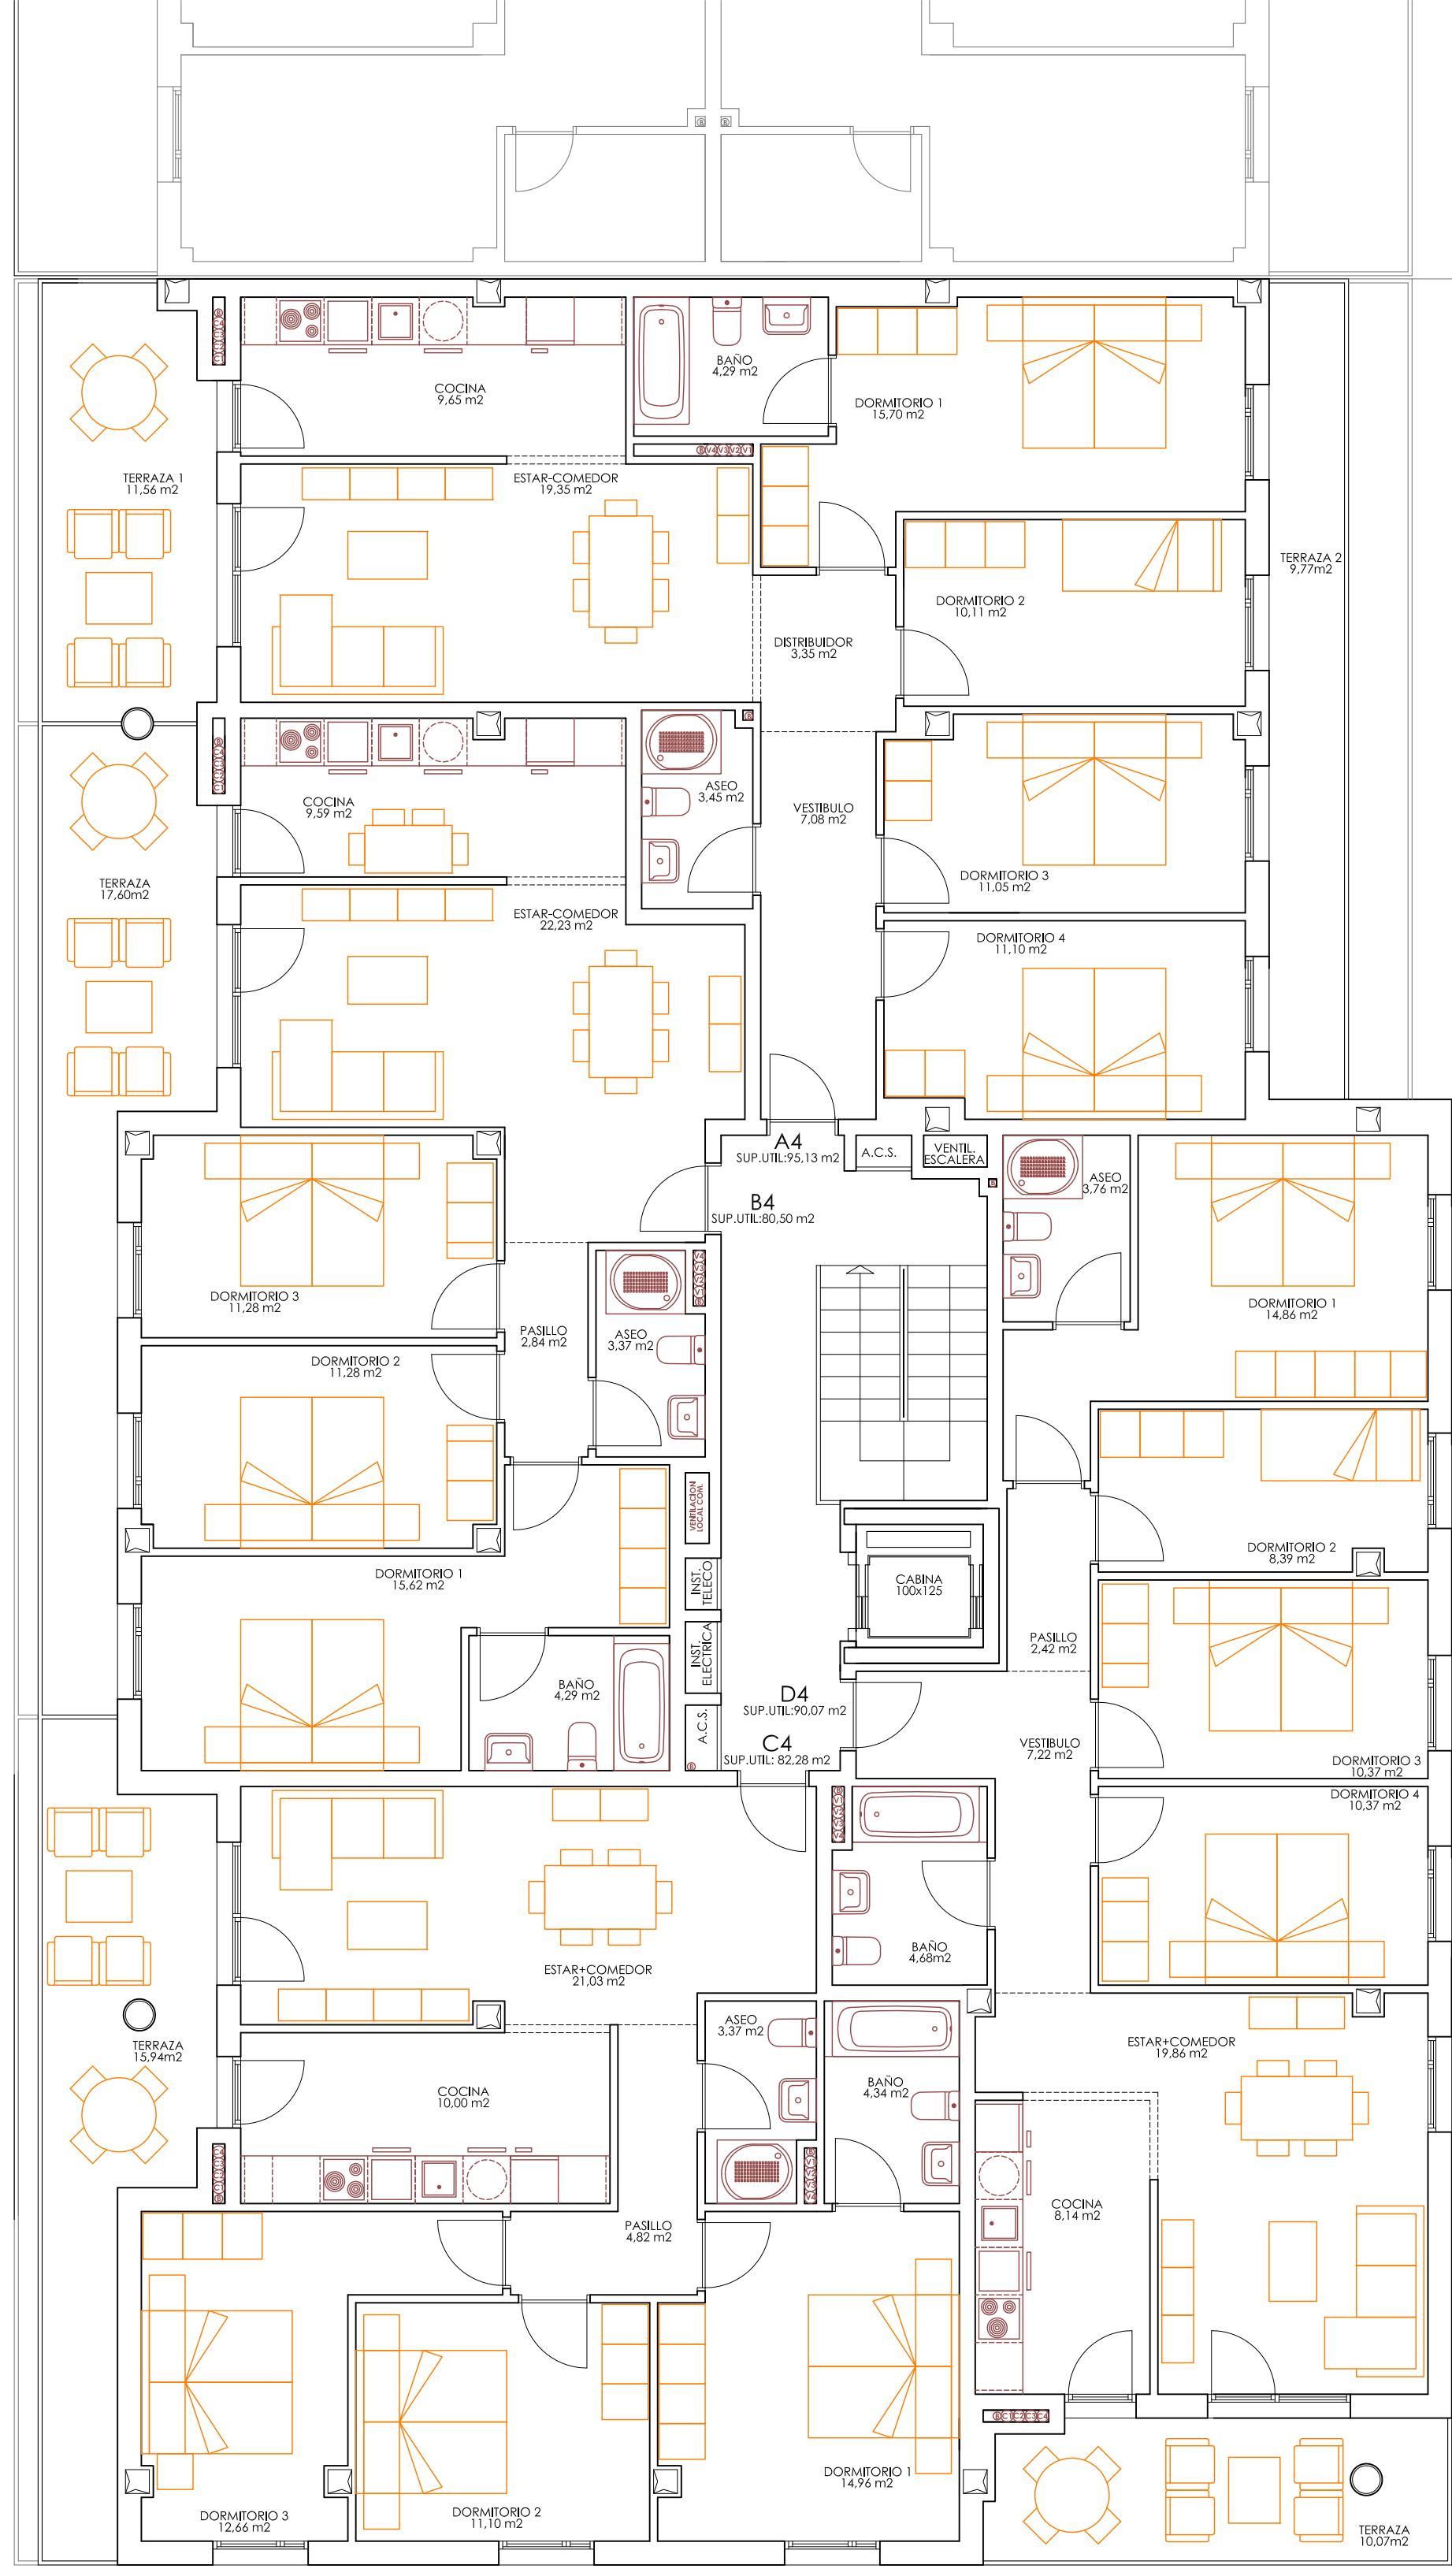 BAÑO
4,29 m2
COCINA
9,65 m2
DORMITORIO 1
15,70 m2
V4 V3 V2 V1
TERRAZA 1
11,56 m2
ESTAR-COMEDOR
19,35 m2
TERRAZA 2
9,77m2
DORMITORIO 2
10,11 m2
DISTRIBUIDOR
3,35 m2
ASEO
3,45 m2
COCINA
9,59 m2
VESTIBULO
7,08 m2
TERRAZA
17,60m2
DORMITORIO 3
11,05 m2
ESTAR-COMEDOR
22,23 m2
DORMITORIO 4
11,10 m2
A4
SUP.UTIL:95,13 m2
A.C.S.
VENTIL.
ESCALERA
ASEO
3,76 m2
B4
SUP.UTIL:80,50 m2
DORMITORIO 3
11,28 m2
DORMITORIO 1
14,86 m2
PASILLO
2,84 m2
ASEO
3,37 m2
DORMITORIO 2
11,28 m2
VENTILACION
LOCAL COM.
DORMITORIO 2
8,39 m2
DORMITORIO 1
15,62 m2
INST.
TELECO
CABINA
100x125
INST.
ELECTRICA
PASILLO
2,42 m2
BAÑO
4,29 m2
D4
SUP.UTIL:90,07 m2
A.C.S.
C4
SUP.UTIL: 82,28 m2
VESTIBULO
7,22 m2
DORMITORIO 3
10,37 m2
DORMITORIO 4
10,37 m2
BAÑO
4,68m2
ESTAR+COMEDOR
21,03 m2
ASEO
3,37 m2
TERRAZA
15,94m2
ESTAR+COMEDOR
19,86 m2
BAÑO
4,34 m2
COCINA
10,00 m2
COCINA
8,14 m2
PASILLO
4,82 m2
C1 C2 C3 C4
DORMITORIO 1
14,96 m2
DORMITORIO 3
12,66 m2
DORMITORIO 2
11,10 m2
TERRAZA
10,07m2